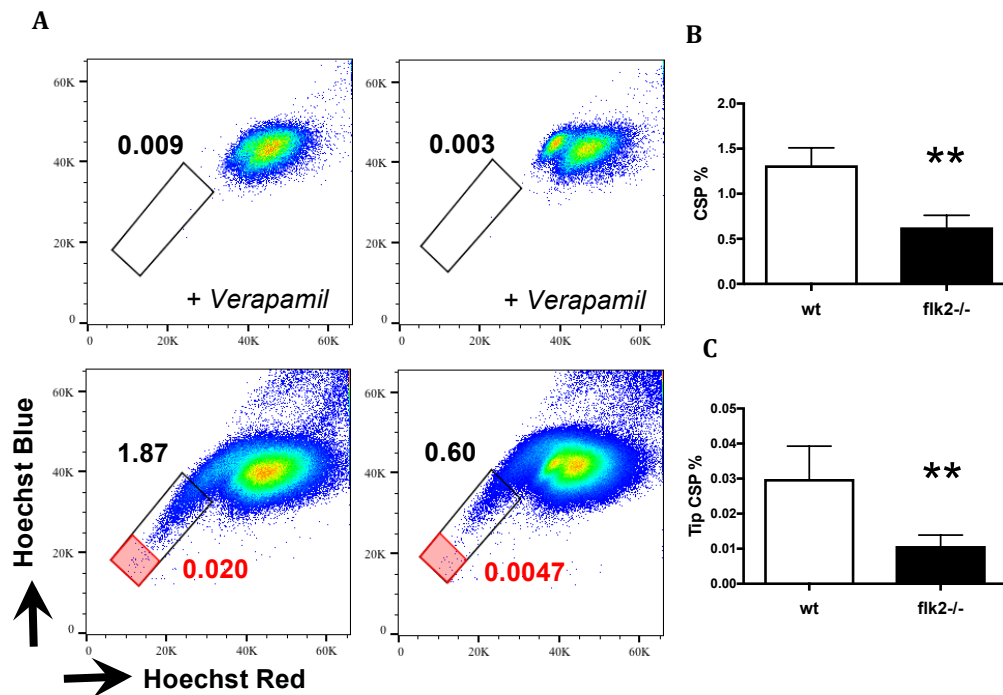 A
60K
40K
20K
0
0.009
+ Verapamil
0 20K 40K 60K
60K
40K
20K
0
0.003
+ Verapamil
0 20K 40K 60K
B
CSP %
2.0
1.5
1.0
0.5
0.0
**
wt flk2-/-
60K
40K
20K
0
1.87
0.020
0 20K 40K 60K
60K
40K
20K
0
0.60
0.0047
0 20K 40K 60K
Hoechst Blue
Hoechst Red
C
Tip CSP %
0.05
0.04
0.03
0.02
0.01
0.00
**
wt flk2-/-